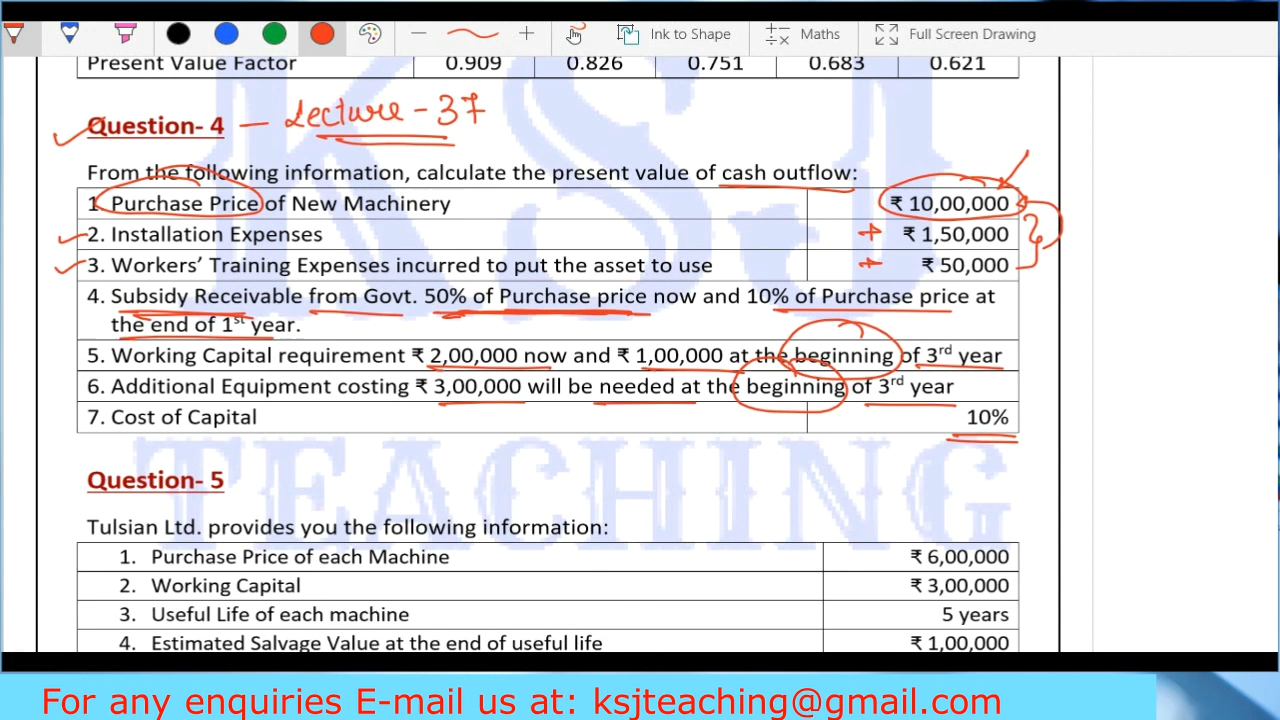 Ink to Shape Maths Full Screen Drawing
Present Value Factor 0.909 0.826 0.751 0.683 0.621
Question- 4 — Lecture - 37
From the following information, calculate the present value of cash outflow:
1. Purchase Price of New Machinery ₹ 10,00,000
2. Installation Expenses + ₹ 1,50,000
3. Workers’ Training Expenses incurred to put the asset to use + ₹ 50,000
4. Subsidy Receivable from Govt. 50% of Purchase price now and 10% of Purchase price at
the end of 1st year.
5. Working Capital requirement ₹ 2,00,000 now and ₹ 1,00,000 at the beginning of 3rd year
6. Additional Equipment costing ₹ 3,00,000 will be needed at the beginning of 3rd year
7. Cost of Capital 10%
KSJ
TEACHING
Question- 5
Tulsian Ltd. provides you the following information:
1. Purchase Price of each Machine ₹ 6,00,000
2. Working Capital ₹ 3,00,000
3. Useful Life of each machine 5 years
4. Estimated Salvage Value at the end of useful life ₹ 1,00,000
For any enquiries E-mail us at: ksjteaching@gmail.com